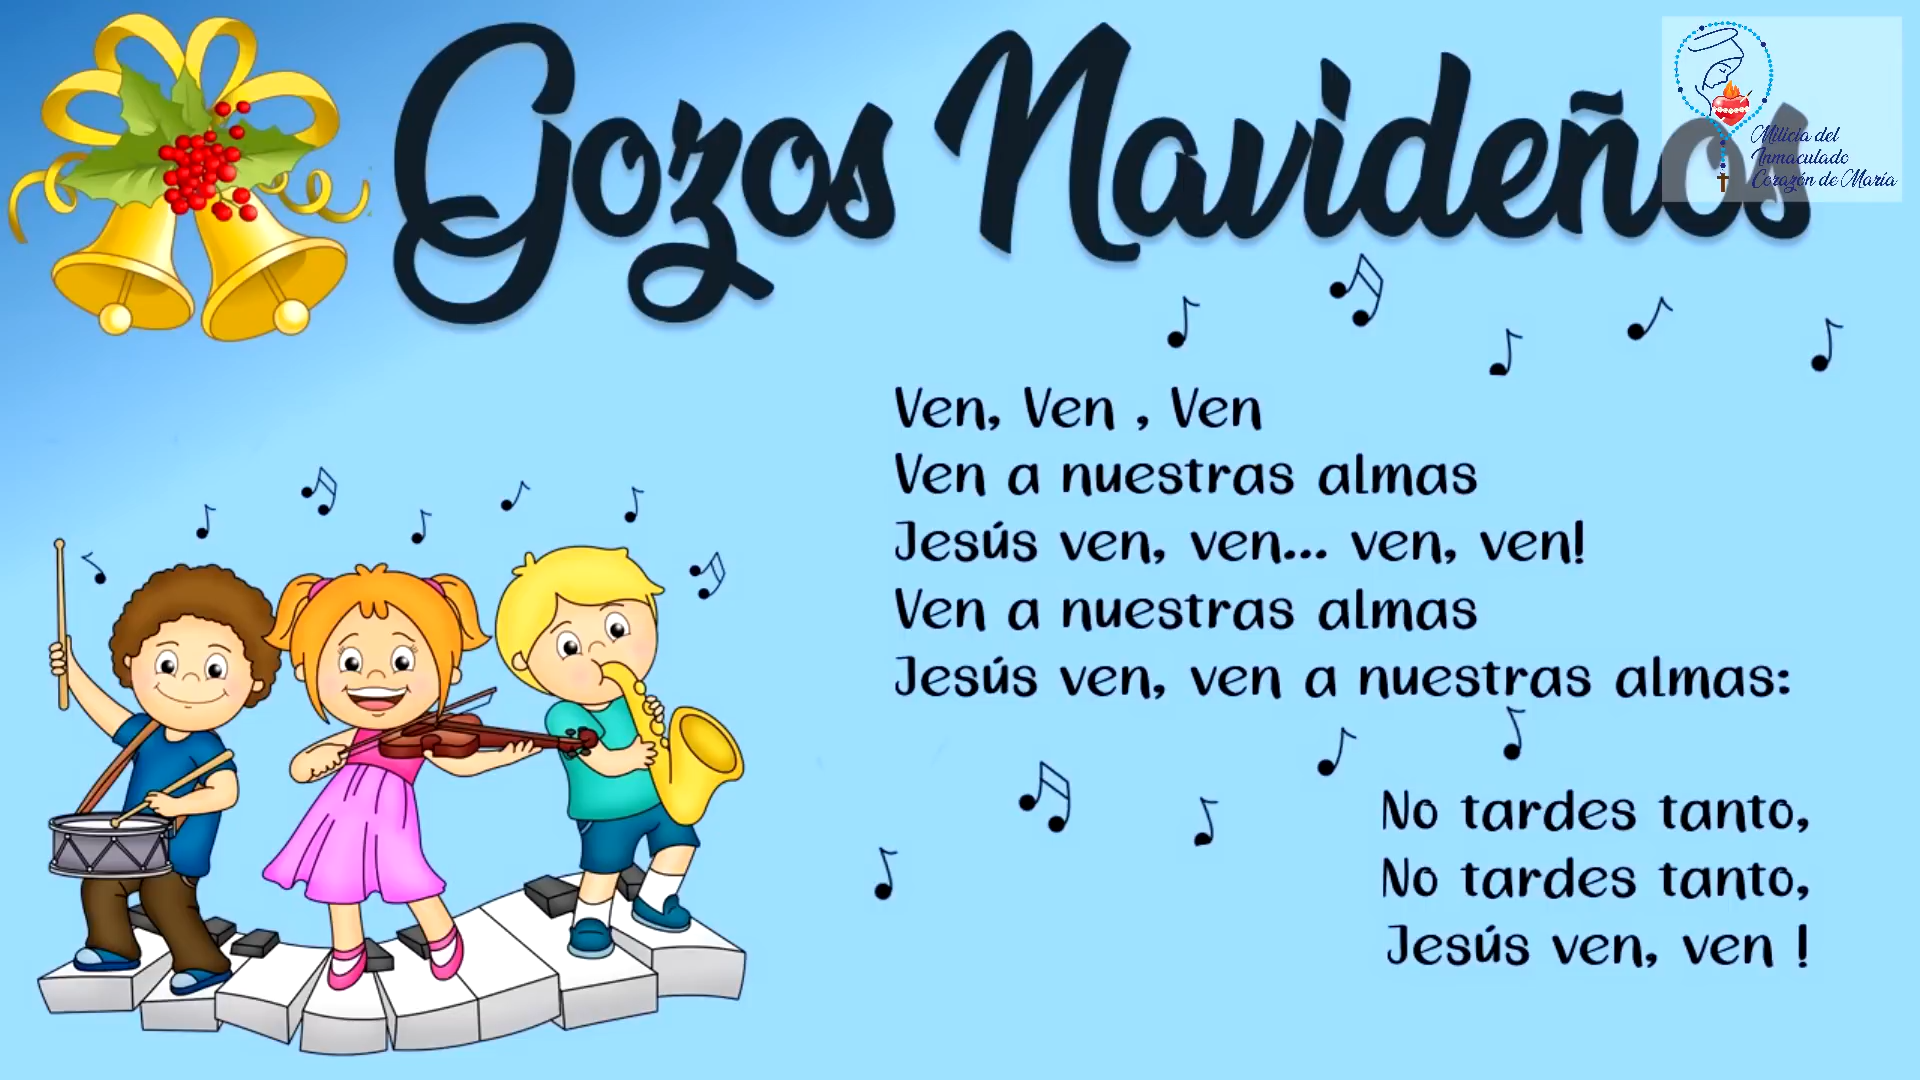 Gozos Navideños
Milicia del
Inmaculado
Corazón de María
Ven, Ven , Ven
Ven a nuestras almas
Jesús ven, ven... ven, ven!
Ven a nuestras almas
Jesús ven, ven a nuestras almas:
No tardes tanto,
No tardes tanto,
Jesús ven, ven !